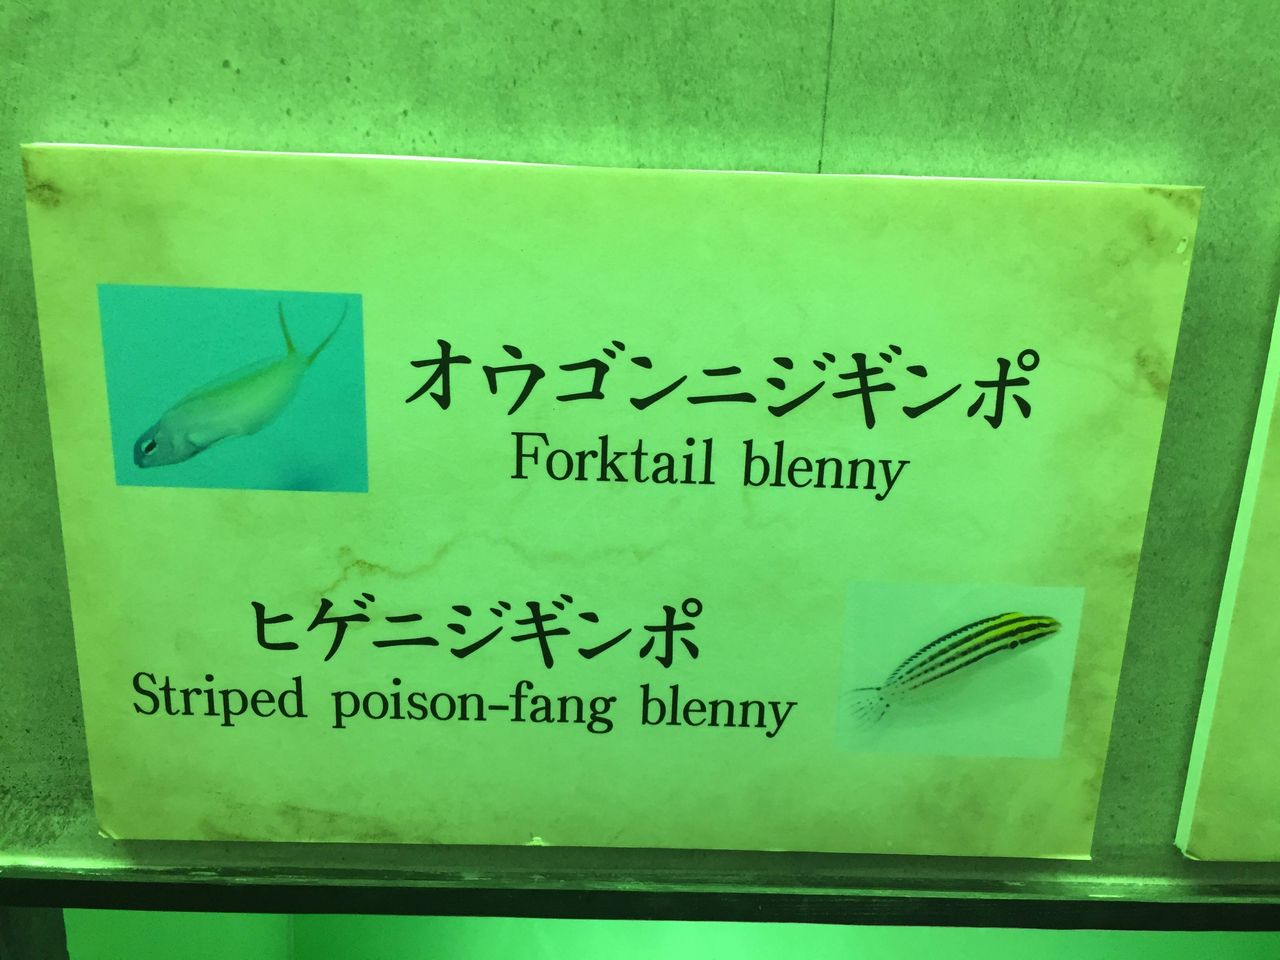 オウゴンニジギンポ
Forktail blenny
ヒゲニジギンポ
Striped poison-fang blenny